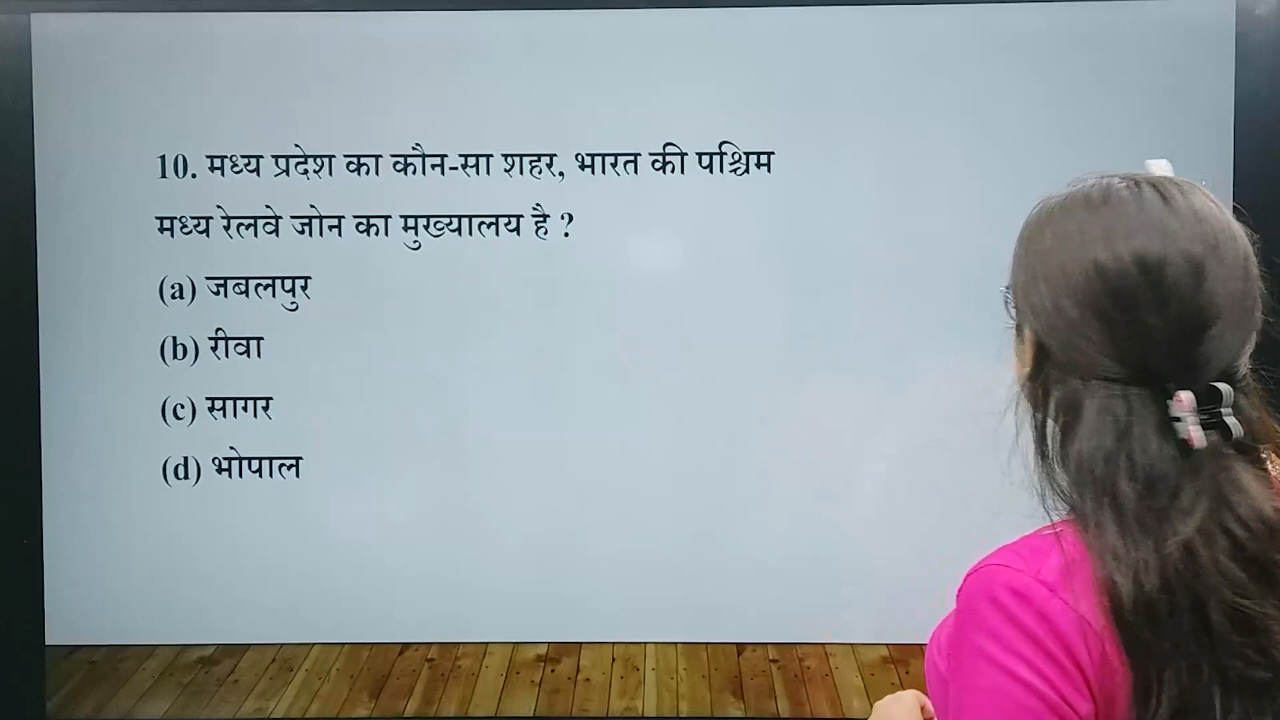 10. मध्य प्रदेश का कौन-सा शहर, भारत की पश्चिम
मध्य रेलवे जोन का मुख्यालय है ?
(a) जबलपुर
(b) रीवा
(c) सागर
(d) भोपाल